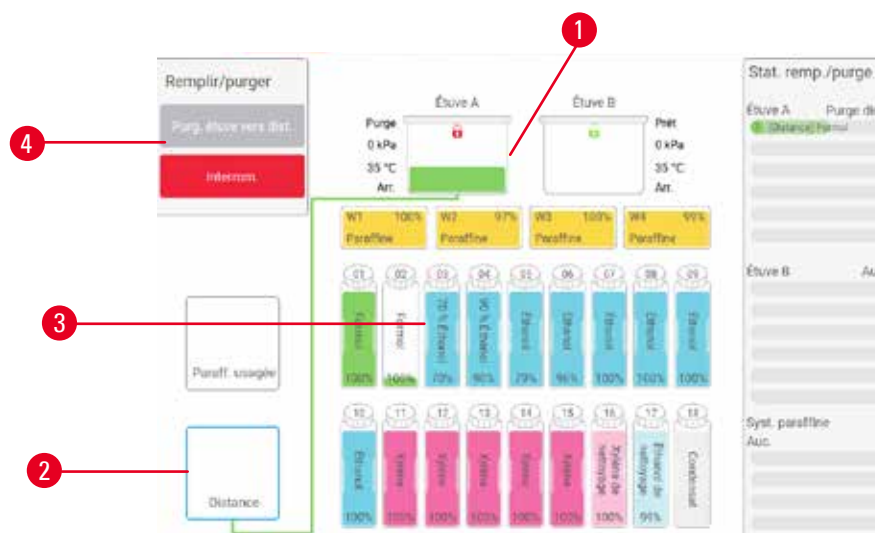 1
Remplir/purger
Stat. remp./purge
Étuve A
Étuve B
Étuve A
Purge di
Purge
0 kPa
35 °C
Arr.
Prêt
0 kPa
35 °C
Arr.
4
Purg. étuve vers dist.
Interrom.
W1 100%
Paraffine
W2 97%
Paraffine
W3 100%
Paraffine
W4 99%
Paraffine
Étuve B
Au
01 02 03 04 05 06 07 08 09
3
Formol
Formol
70 % Éthanol
90 % Éthanol
Éthanol
Éthanol
Éthanol
Éthanol
Éthanol
100% 100% 70% 90% 79% 96% 100% 100% 100%
Paraff. usagée
10 11 12 13 14 15 16 17 18
Syst. paraffine
Auc.
2
Distance
Éthanol
Xylène
Xylène
Xylène
Xylène
Xylène
Xylène de
nettoyage
Éthanol de
nettoyage
Condensat
100% 100% 100% 100% 100% 100% 100% 99%